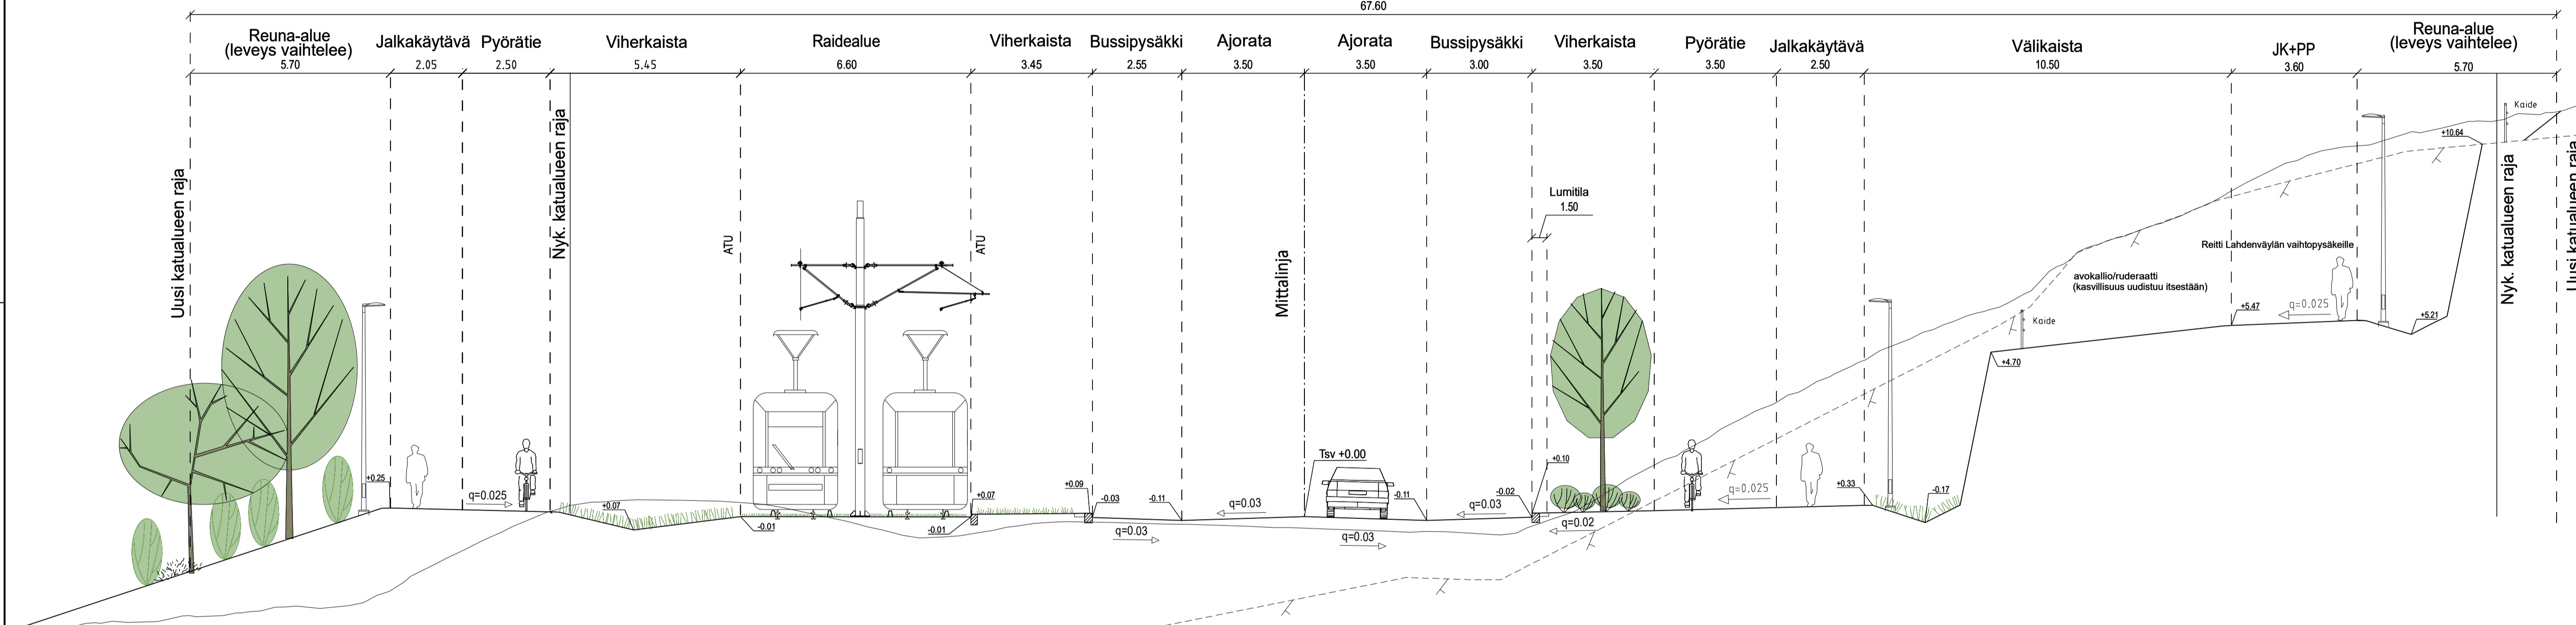 67.60
Reuna-alue
(leveys vaihtelee)
5.70
Jalkakäytävä
2.05
Pyörätie
2.50
Viherkaista
5.45
Raidealue
6.60
Viherkaista
3.45
Bussipysäkki
2.55
Ajorata
3.50
Ajorata
3.50
Bussipysäkki
3.00
Viherkaista
3.50
Pyörätie
3.50
Jalkakäytävä
2.50
Välikaista
10.50
JK+PP
3.60
Reuna-alue
(leveys vaihtelee)
5.70
Uusi katualueen raja
Nyk. katualueen raja
ATU
ATU
Mittalinja
Lumitila
1.50
Kaide
+10.64
Nyk. katualueen raja
Uusi katualueen raja
Reitti Lahdenväylän vaihtopysäkeille
avokallio/ruderaatti
(kasvillisuus uudistuu itsestään)
q=0.025
+5.47
+5.21
Kaide
+4.70
+0.25
q=0.025
+0.07
-0.01
-0.01
+0.07
+0.09
-0.03
-0.11
q=0.03
q=0.03
Tsv +0.00
q=0.03
-0.11
q=0.03
-0.02
+0.10
q=0.02
q=0.025
+0.33
-0.17